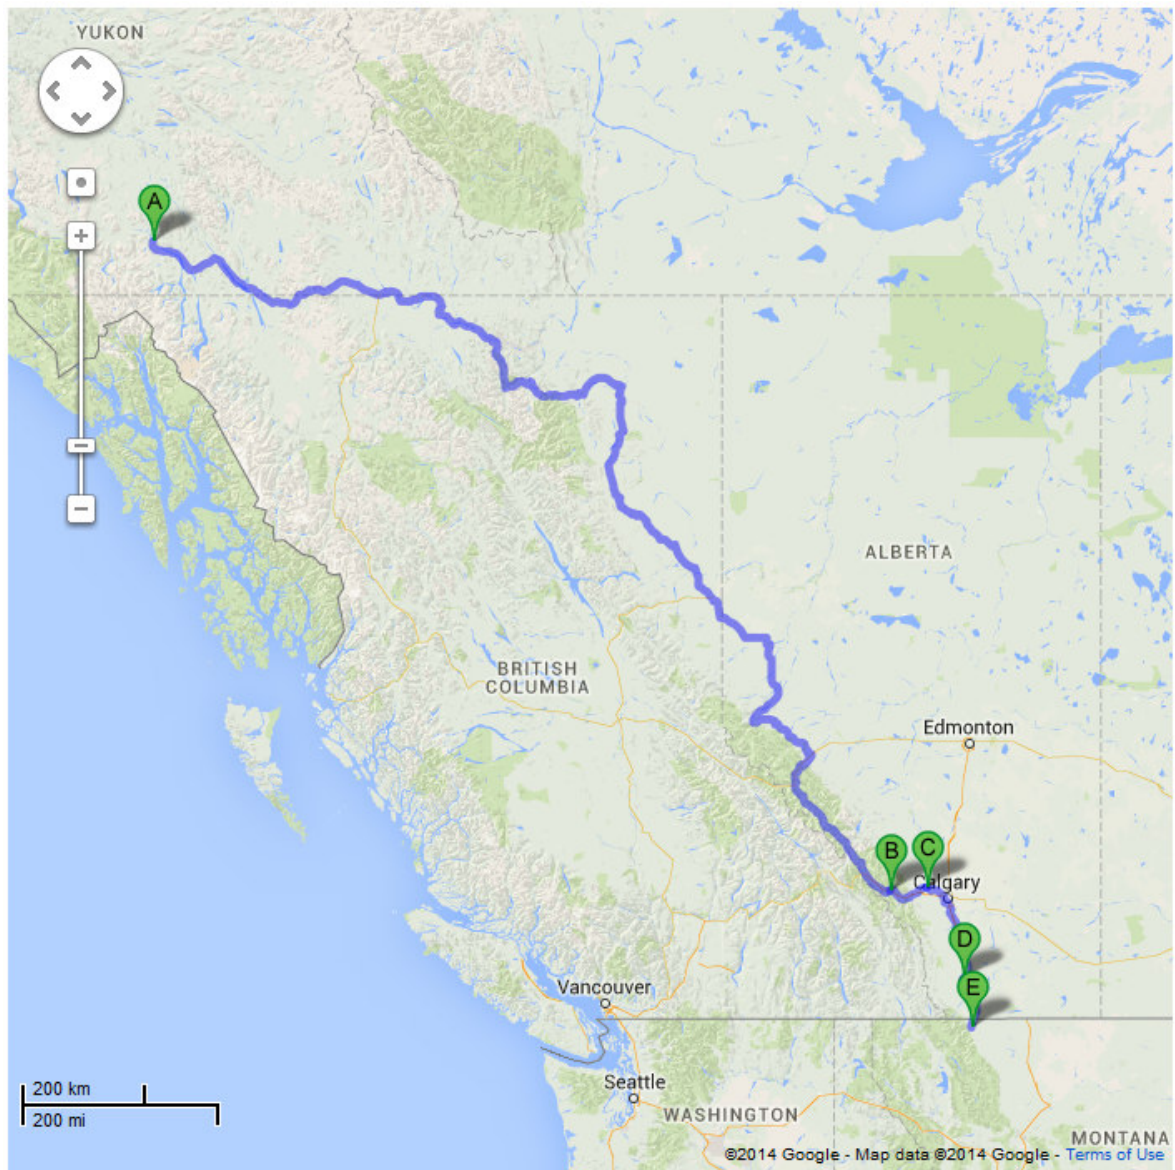 YUKON
A
ALBERTA
BRITISH
COLUMBIA
Edmonton
B
C
Calgary
D
E
Vancouver
Seattle
200 km
200 mi
WASHINGTON
MONTANA
©2014 Google - Map data ©2014 Google - Terms of Use